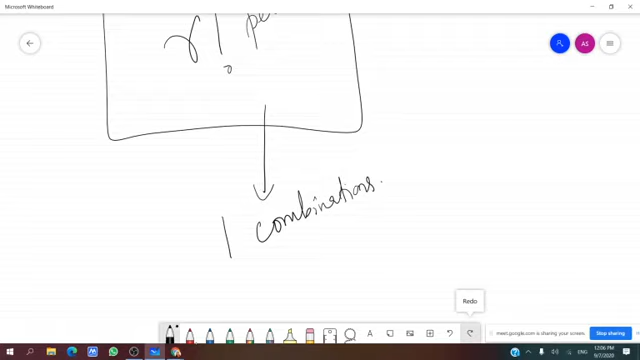 Microsoft Whiteboard
AS
r!
1 combinations.
Redo
A
meet.google.com is sharing your screen.
Stop sharing
12:06 PM
9/7/2020